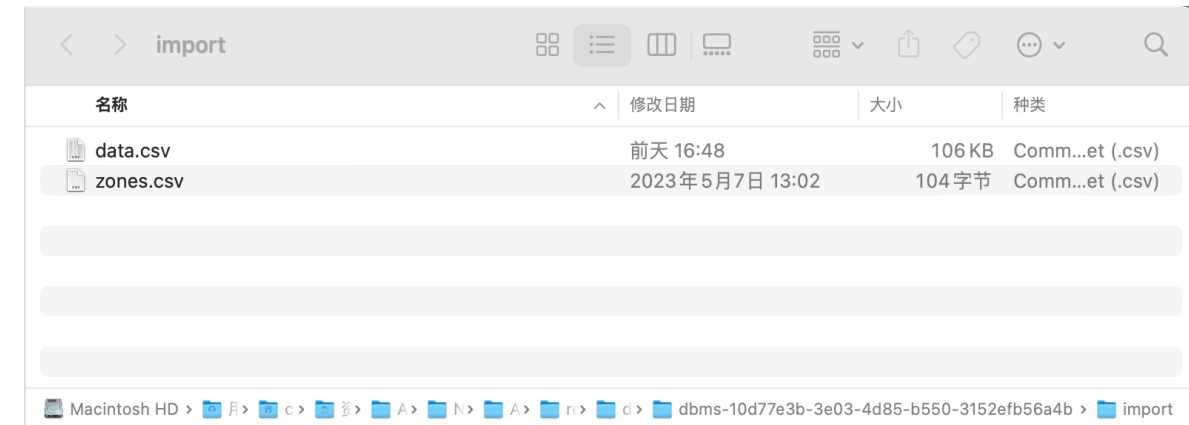 import
名称 修改日期 大小 种类
data.csv 前天 16:48 106 KB Comm...et (.csv)
zones.csv 2023年5月7日 13:02 104字节 Comm...et (.csv)
Macintosh HD › › c › › A › N › A › r › d › dbms-10d77e3b-3e03-4d85-b550-3152efb56a4b › import